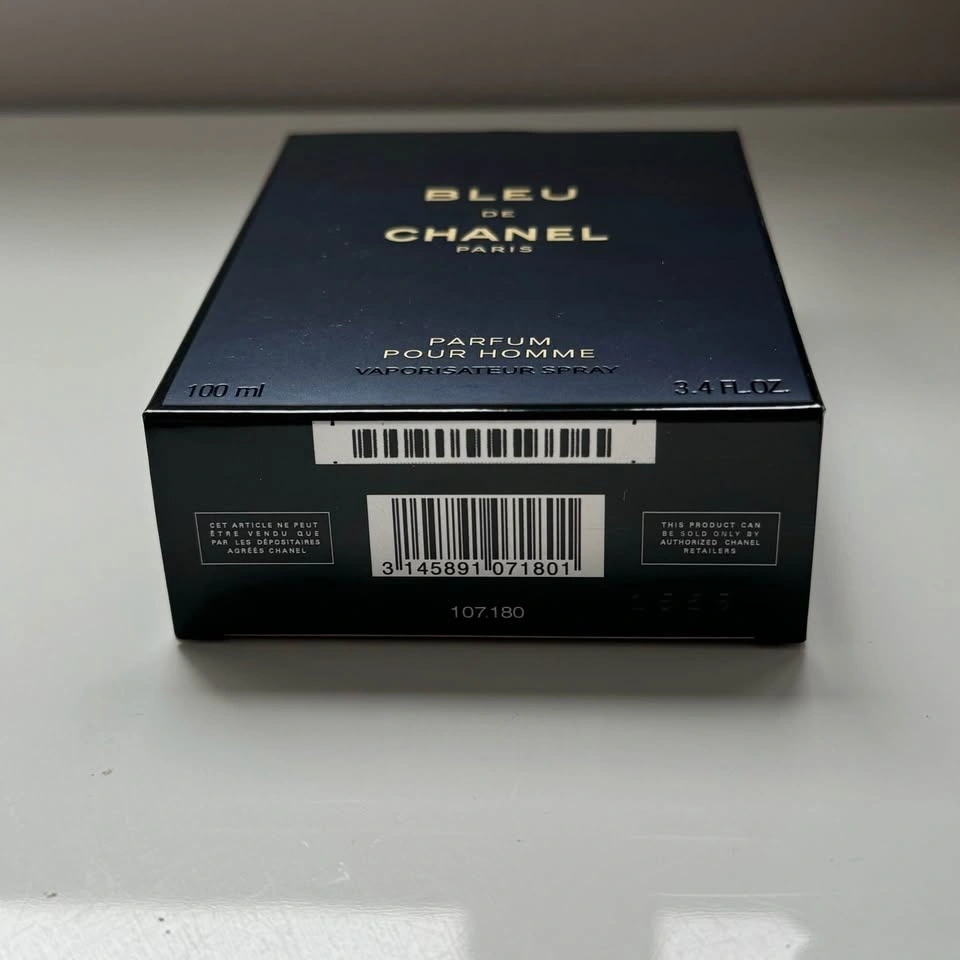 BLEU
DE
CHANEL
PARIS
PARFUM
POUR HOMME
VAPORISATEUR SPRAY
100 ml
3.4 FL.OZ.
CET ARTICLE NE PEUT
ÊTRE VENDU QUE
PAR LES DÉPOSITAIRES
AGRÉÉS CHANEL
3 145891 071801
THIS PRODUCT CAN
BE SOLD ONLY BY
AUTHORIZED CHANEL
RETAILERS
107.180